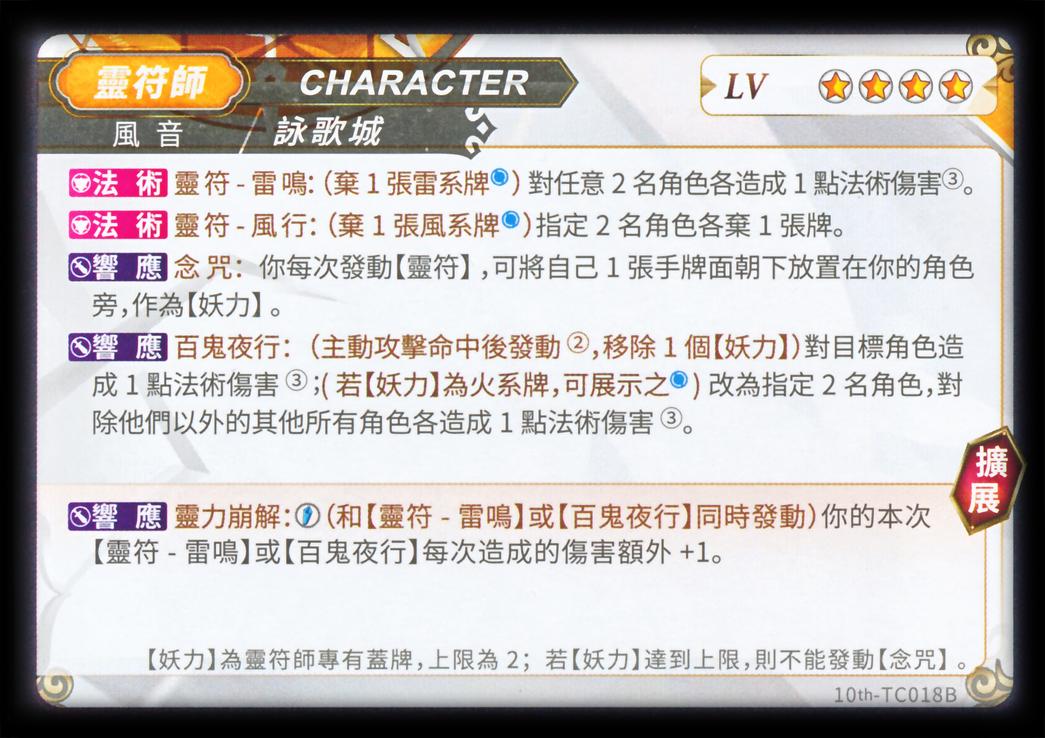 靈符師 CHARACTER LV
風音 / 詠歌城
法術 靈符-雷鳴:(棄1張雷系牌)對任意2名角色各造成1點法術傷害③。
法術 靈符-風行:(棄1張風系牌)指定2名角色各棄1張牌。
響應 念咒: 你每次發動【靈符】,可將自己1張手牌面朝下放置在你的角色
旁,作為【妖力】。
響應 百鬼夜行: (主動攻擊命中後發動②,移除1個【妖力】)對目標角色造
成1點法術傷害③;(若【妖力】為火系牌,可展示之)改為指定2名角色,對
除他們以外的其他所有角色各造成1點法術傷害③。
擴展
響應 靈力崩解:(和【靈符-雷鳴】或【百鬼夜行】同時發動)你的本次
【靈符-雷鳴】或【百鬼夜行】每次造成的傷害額外+1。
【妖力】為靈符師專有蓋牌,上限為2; 若【妖力】達到上限,則不能發動【念咒】。
10th-TC018B